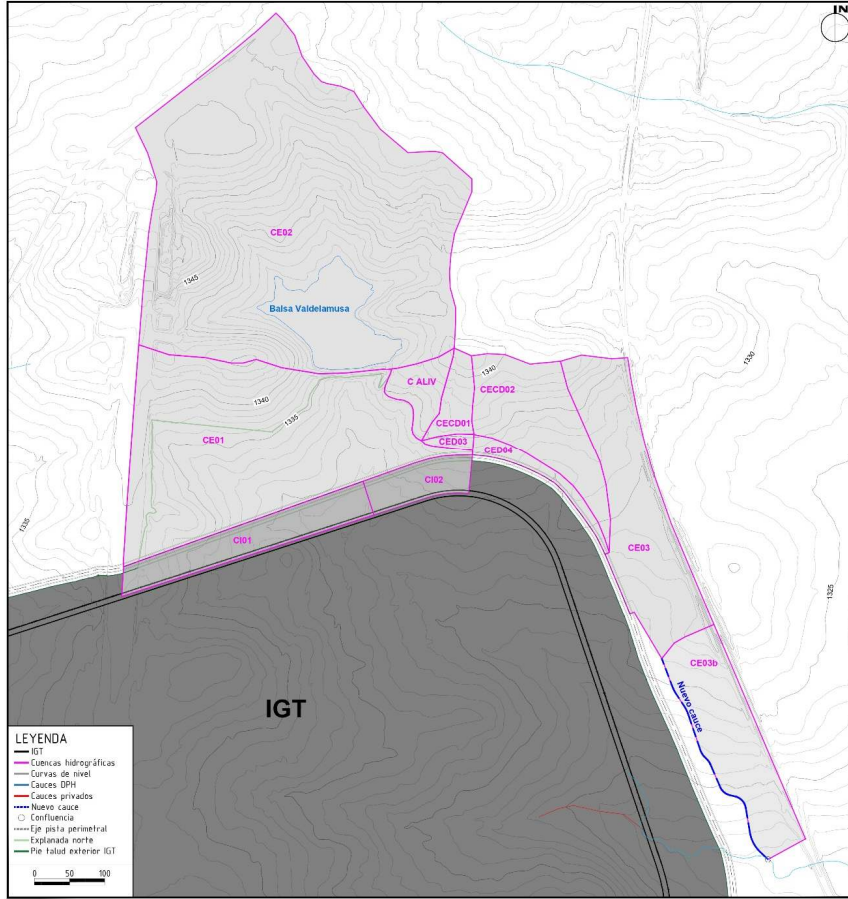 N
CE02
1345
Balsa Valdelamusa
1330
C ALIV
1340
CECD02
1340
CECD01
1335
CE01
CED03
CED04
CI02
1335
CI01
CE03
1325
CE03b
Nuevo cauce
IGT
LEYENDA
IGT
Cuencas hidrográficas
Curvas de nivel
Cauces DPH
Cauces privados
Nuevo cauce
Confluencia
Eje pista perimetral
Explanada norte
Pie talud exterior IGT
0 50 100